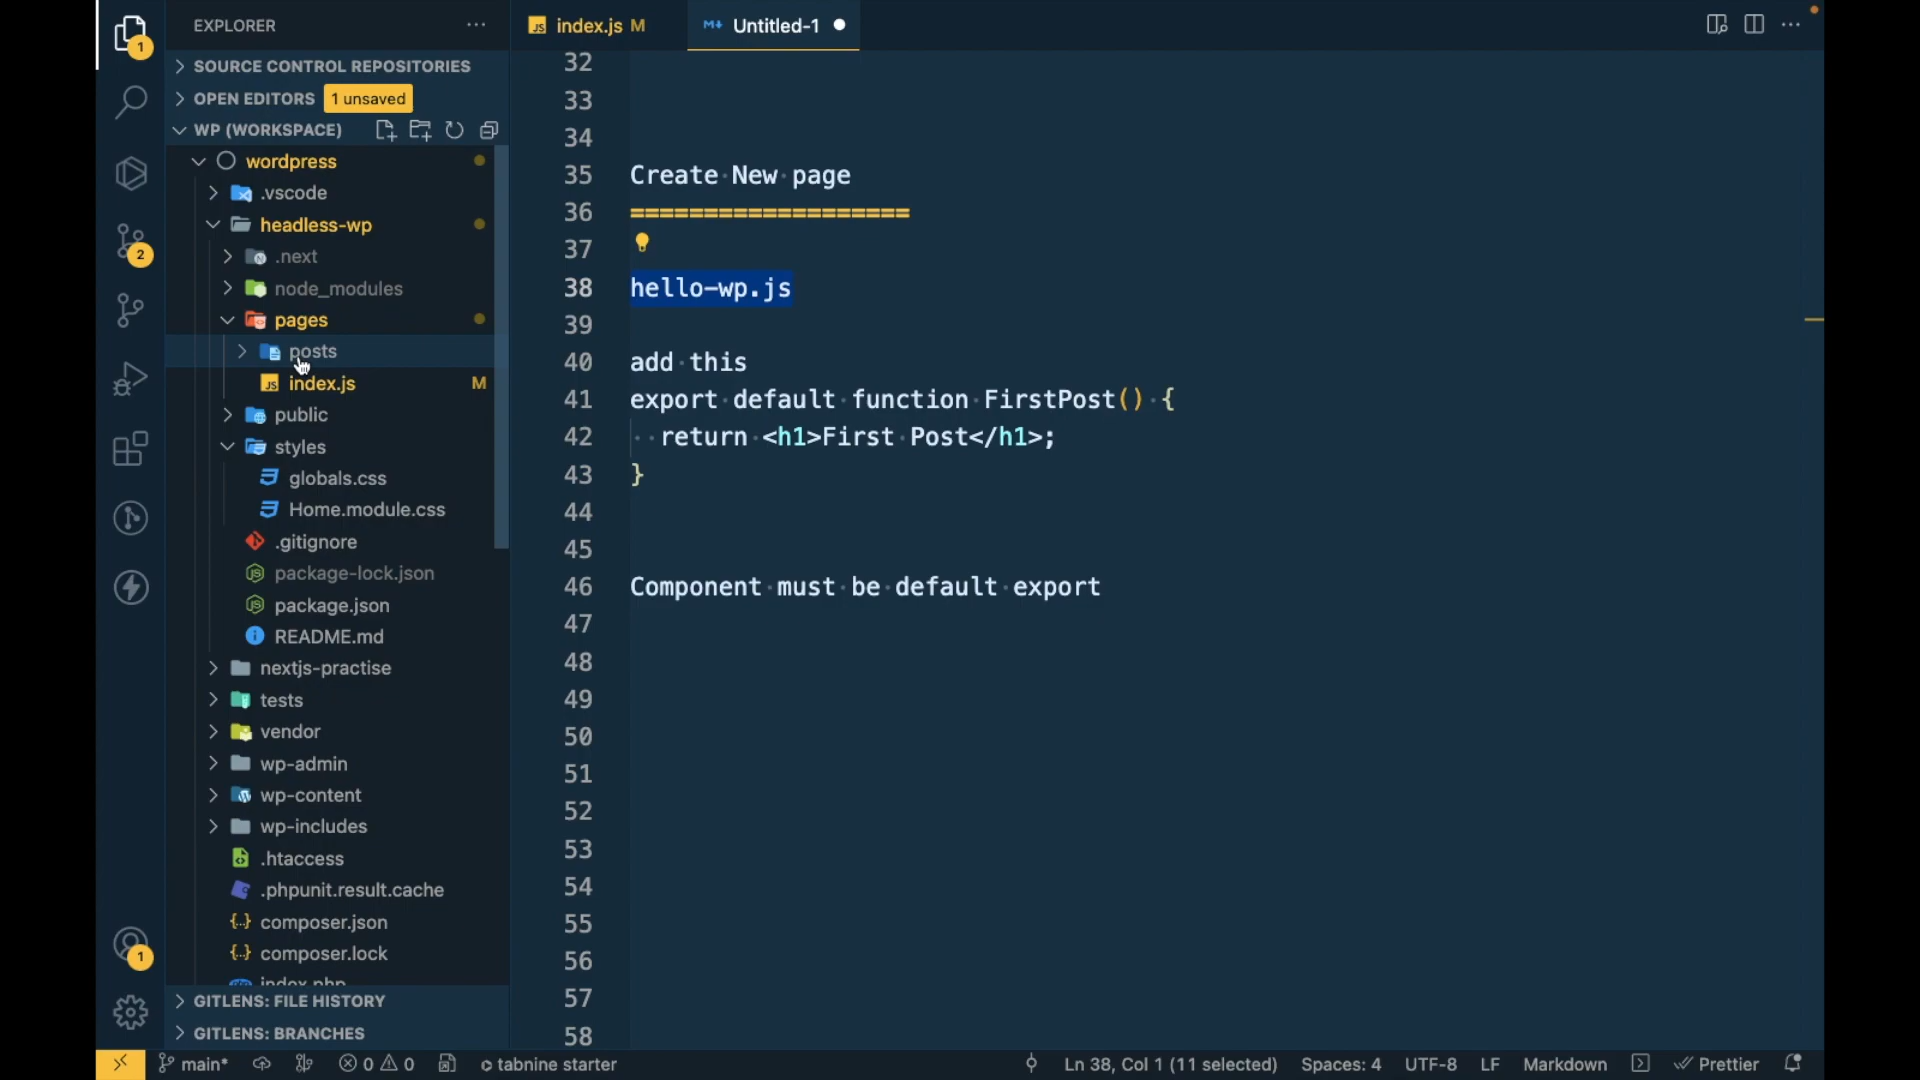 EXPLORER
SOURCE CONTROL REPOSITORIES
OPEN EDITORS 1 unsaved
WP (WORKSPACE)
wordpress
.vscode
headless-wp
.next
node_modules
pages
posts
index.js M
public
styles
globals.css
Home.module.css
.gitignore
package-lock.json
package.json
README.md
nextjs-practise
tests
vendor
wp-admin
wp-content
wp-includes
.htaccess
.phpunit.result.cache
composer.json
composer.lock
index.php
GITLENS: FILE HISTORY
GITLENS: BRANCHES
1
2
1
JS index.js M
M+ Untitled-1
32
33
34
35 Create New page
36 ===================
37
38 hello-wp.js
39
40 add this
41 export default function FirstPost() {
42 return <h1>First Post</h1>;
43 }
44
45
46 Component must be default export
47
48
49
50
51
52
53
54
55
56
57
58
main* 0 0 tabnine starter Ln 38, Col 1 (11 selected) Spaces: 4 UTF-8 LF Markdown Prettier